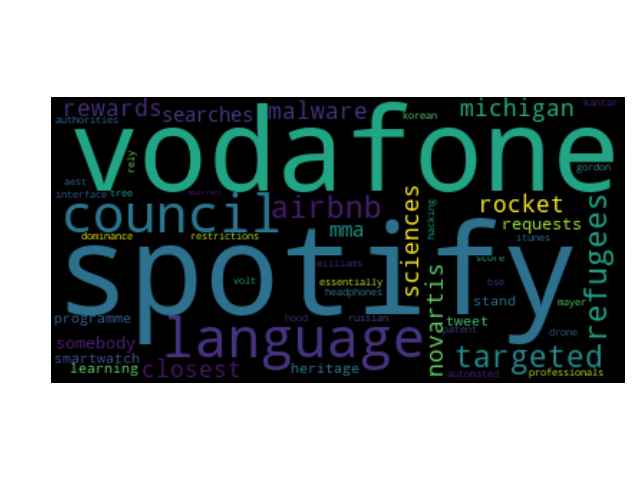 rewards searches malware korean michigan kantar
authorities
vodafone
rely
gordon
aest
interface tree
council airbnb mma sciences hacking rocket refugees
requests
dominance restrictions itunes
spotify
williams score
volt essentially bse
headphones stand mayer
programme hood russian tweet
language novartis patent drone
somebody targeted
smartwatch
learning closest heritage automated professionals